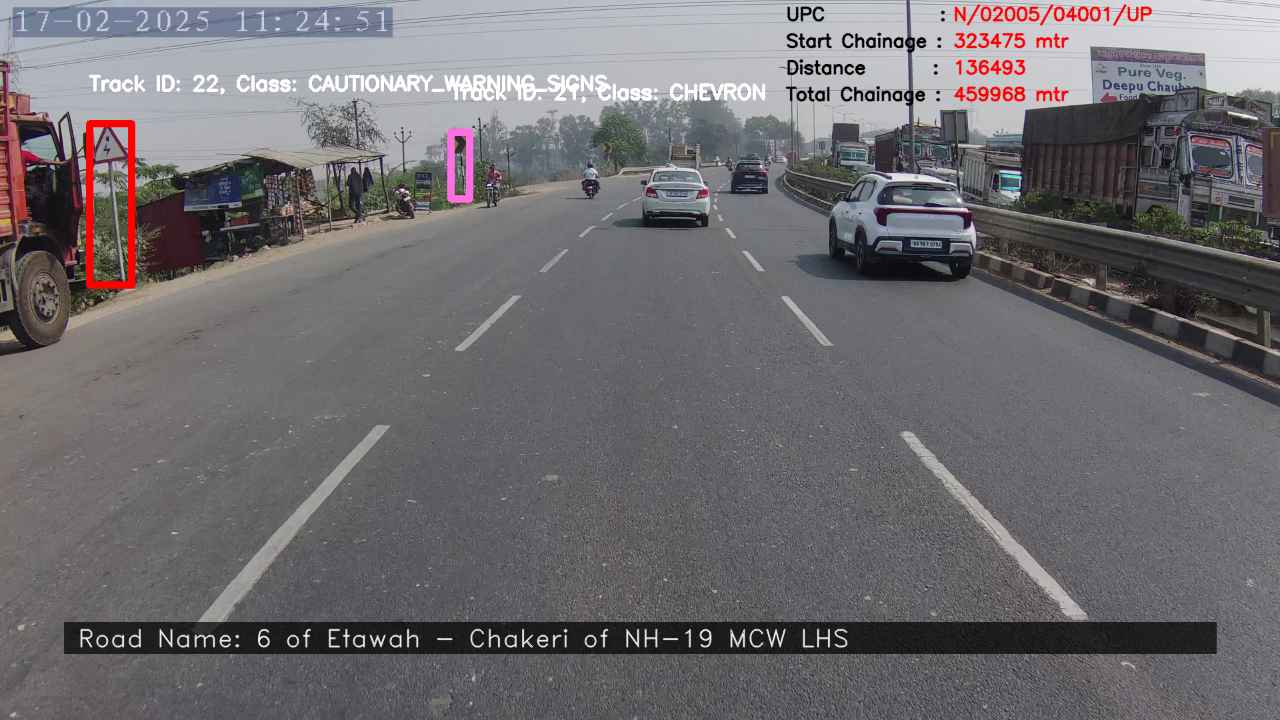 17-02-2025 11:24:51
UPC : N/02005/04001/UP
Start Chainage : 323475 mtr
Distance : 136493
Total Chainage : 459968 mtr
Track ID: 22, Class: CAUTIONARY_WARNING_SIGNS
Track ID: 21, Class: CHEVRON
Pure Veg.
Deepu Chauha
Food
Road Name: 6 of Etawah - Chakeri of NH-19 MCW LHS